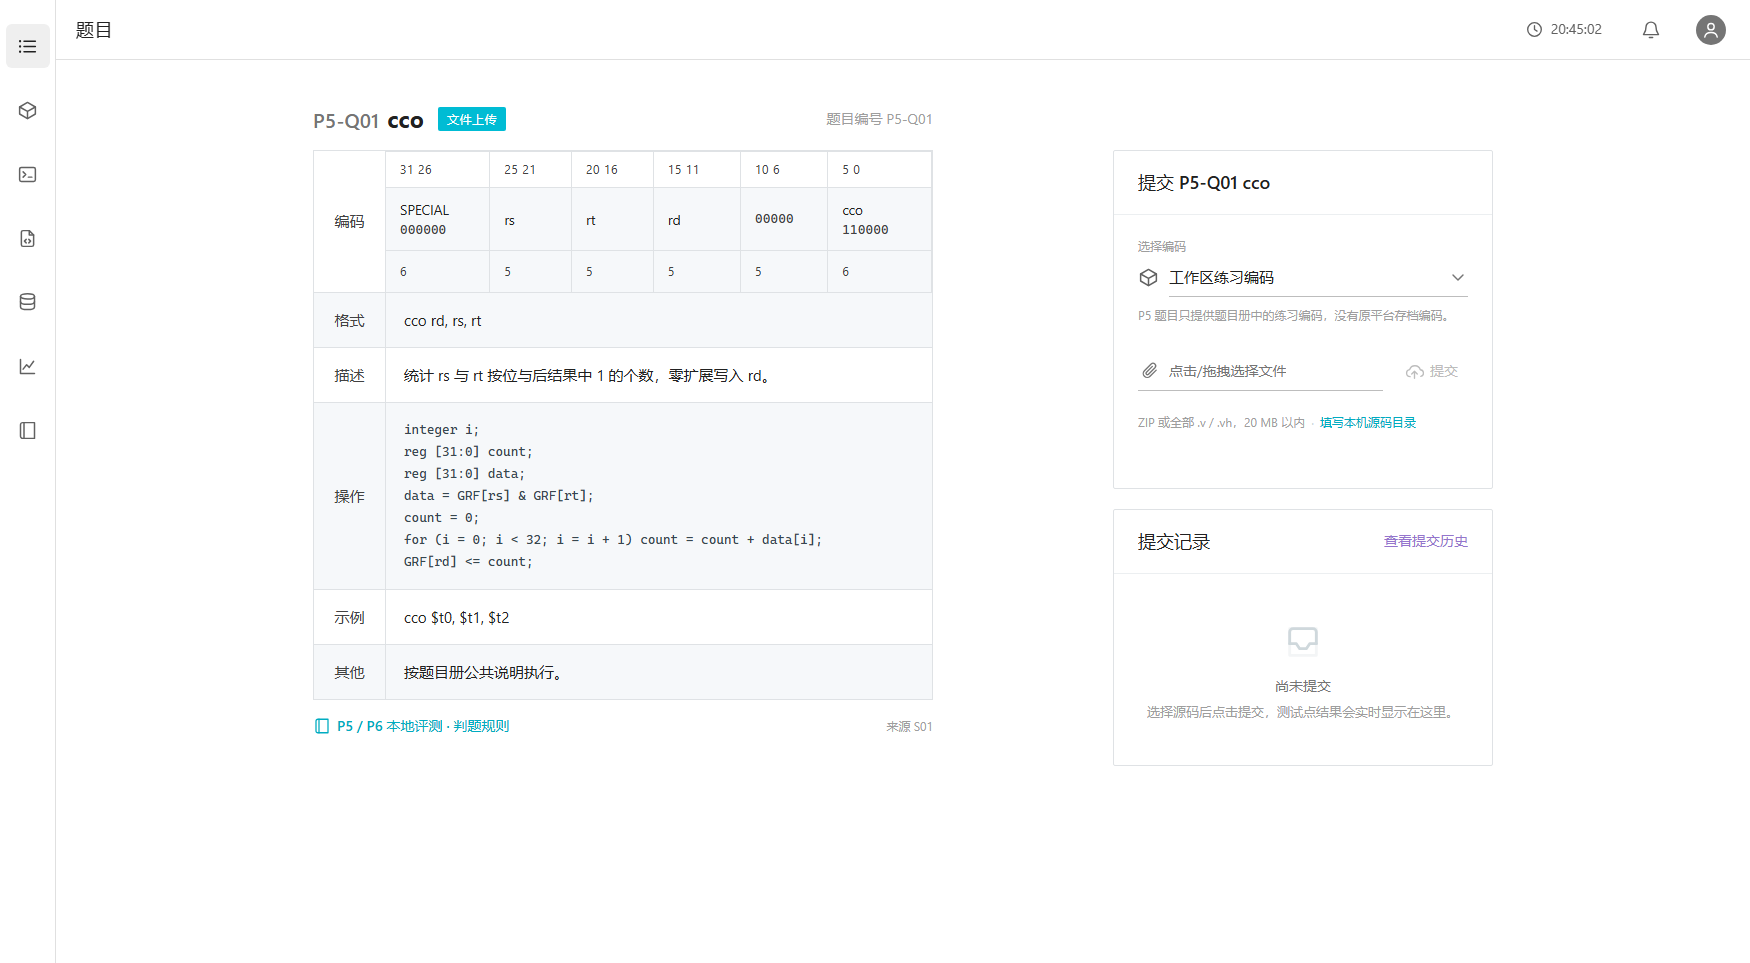 题目
20:45:02
P5-Q01 cco 文件上传
题目编号 P5-Q01
编码
31 26 25 21 20 16 15 11 10 6 5 0
SPECIAL 000000 rs rt rd 00000 cco 110000
6 5 5 5 5 6
格式 cco rd, rs, rt
描述 统计 rs 与 rt 按位与后结果中 1 的个数，零扩展写入 rd。
操作
integer i;
reg [31:0] count;
reg [31:0] data;
data = GRF[rs] & GRF[rt];
count = 0;
for (i = 0; i < 32; i = i + 1) count = count + data[i];
GRF[rd] <= count;
示例 cco $t0, $t1, $t2
其他 按题目册公共说明执行。
P5 / P6 本地评测 · 判题规则
来源 S01
提交 P5-Q01 cco
选择编码
工作区练习编码
P5 题目只提供题目册中的练习编码，没有原平台存档编码。
点击/拖拽选择文件 提交
ZIP 或全部 .v / .vh，20 MB 以内 · 填写本机源码目录
提交记录 查看提交历史
尚未提交
选择源码后点击提交，测试点结果会实时显示在这里。